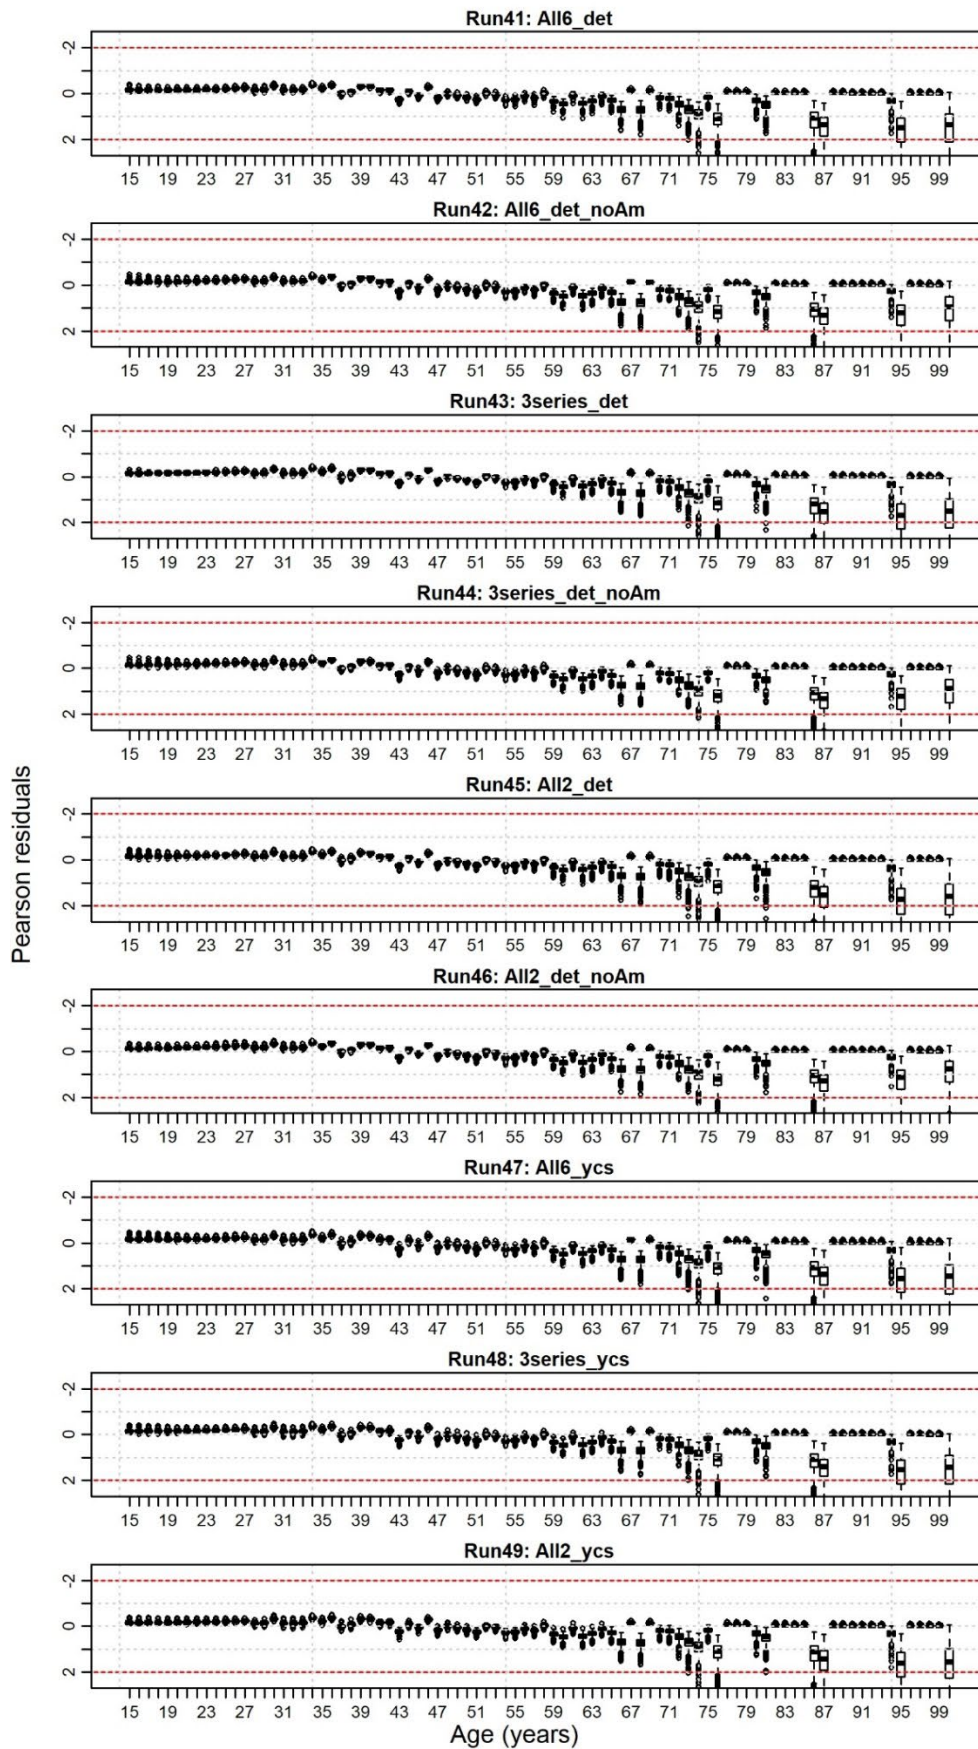 Run41: All6_det
-2
0
2
15 19 23 27 31 35 39 43 47 51 55 59 63 67 71 75 79 83 87 91 95 99
Run42: All6_det_noAm
-2
0
2
15 19 23 27 31 35 39 43 47 51 55 59 63 67 71 75 79 83 87 91 95 99
Run43: 3series_det
-2
0
2
15 19 23 27 31 35 39 43 47 51 55 59 63 67 71 75 79 83 87 91 95 99
Run44: 3series_det_noAm
-2
0
2
15 19 23 27 31 35 39 43 47 51 55 59 63 67 71 75 79 83 87 91 95 99
Pearson residuals
Run45: All2_det
-2
0
2
15 19 23 27 31 35 39 43 47 51 55 59 63 67 71 75 79 83 87 91 95 99
Run46: All2_det_noAm
-2
0
2
15 19 23 27 31 35 39 43 47 51 55 59 63 67 71 75 79 83 87 91 95 99
Run47: All6_ycs
-2
0
2
15 19 23 27 31 35 39 43 47 51 55 59 63 67 71 75 79 83 87 91 95 99
Run48: 3series_ycs
-2
0
2
15 19 23 27 31 35 39 43 47 51 55 59 63 67 71 75 79 83 87 91 95 99
Run49: All2_ycs
-2
0
2
15 19 23 27 31 35 39 43 47 51 55 59 63 67 71 75 79 83 87 91 95 99
Age (years)